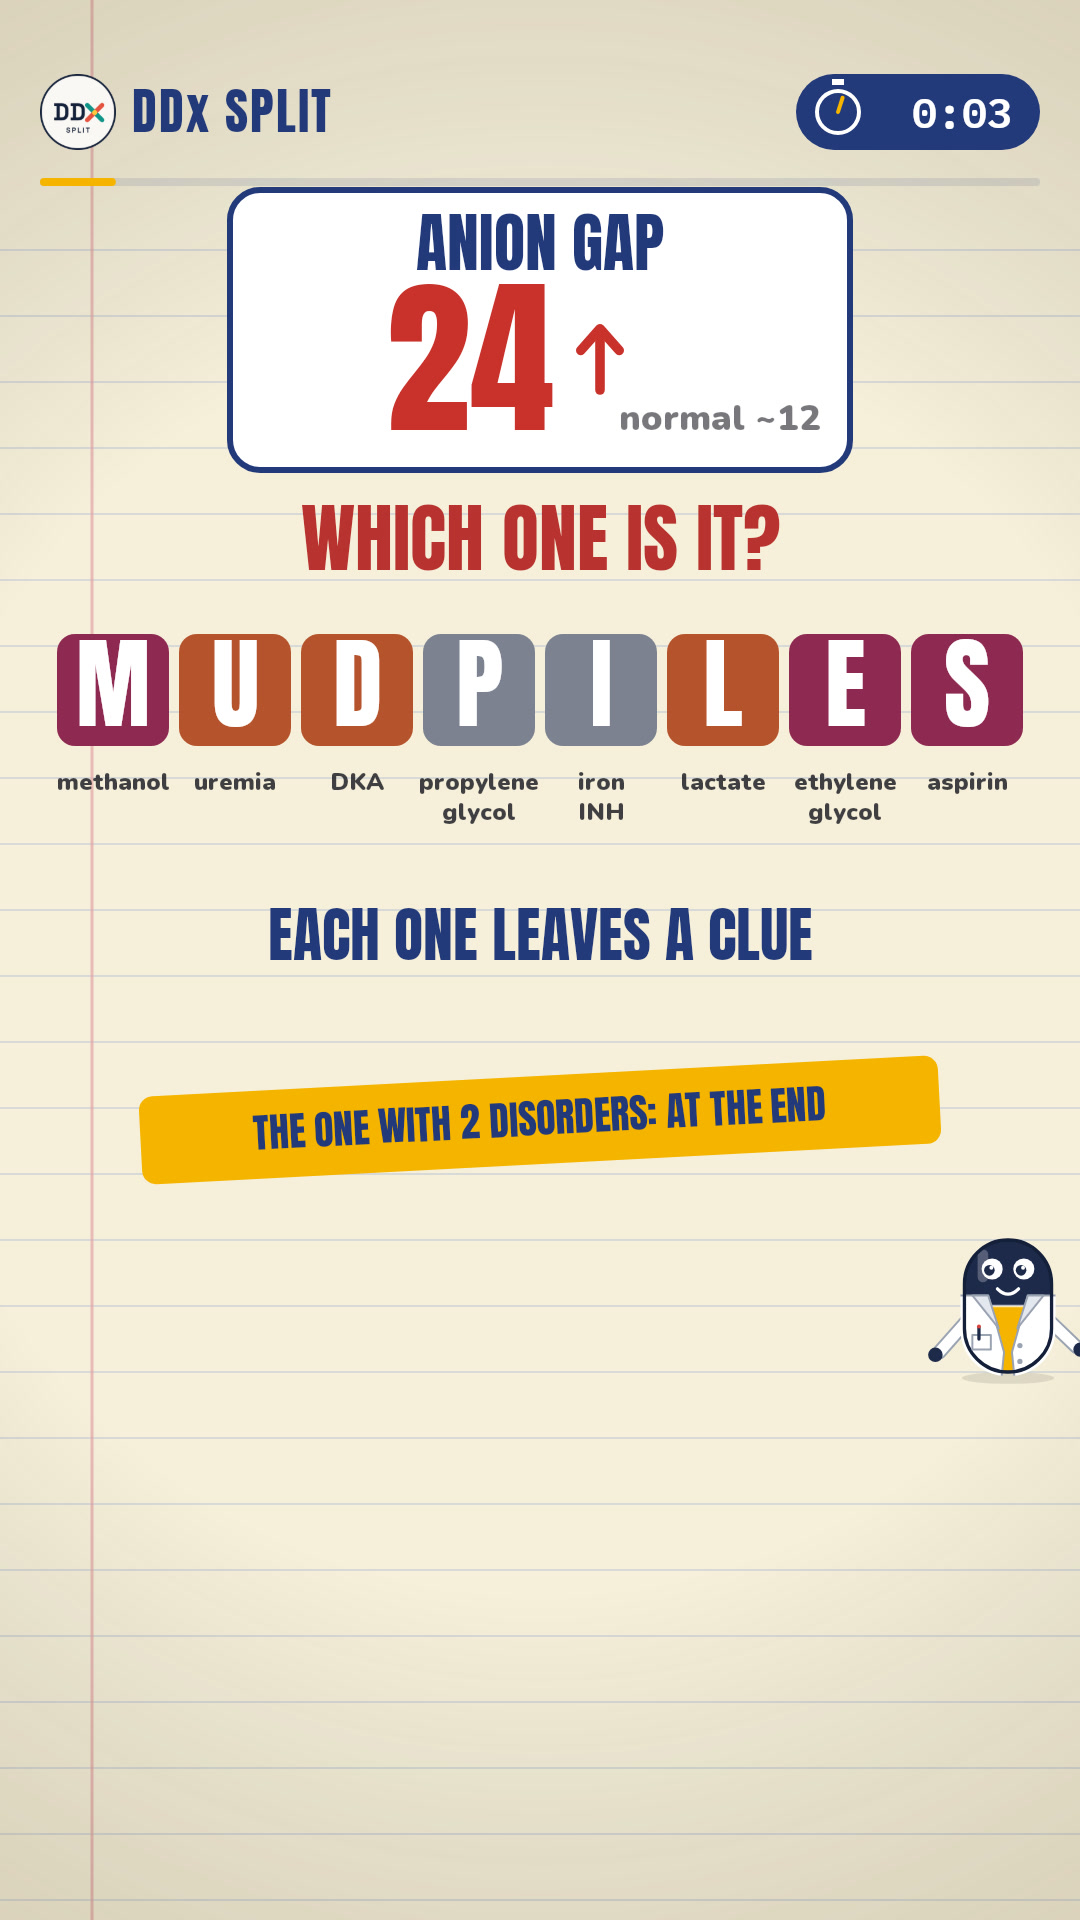 DDX
SPLIT
DDx SPLIT
0:03
ANION GAP
24
normal ~12
WHICH ONE IS IT?
M U D P I L E S
methanol uremia DKA propylene glycol iron INH lactate ethylene glycol aspirin
EACH ONE LEAVES A CLUE
THE ONE WITH 2 DISORDERS: AT THE END